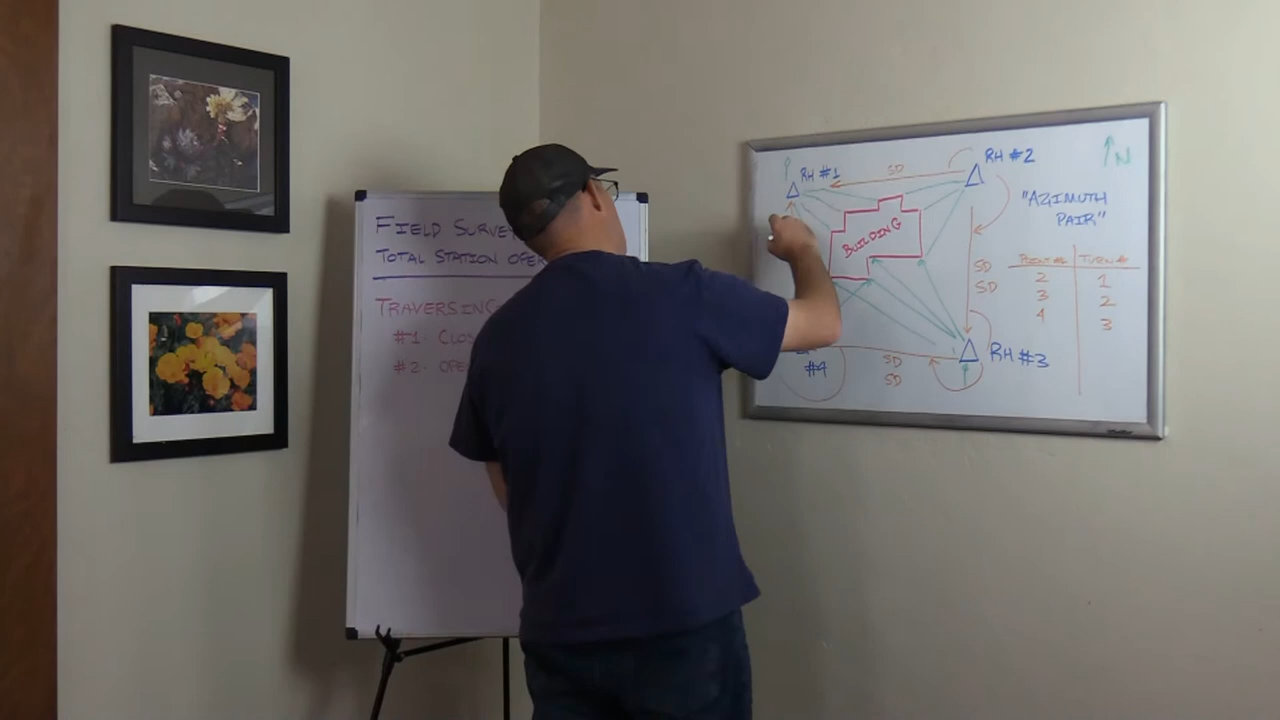 FIELD SURVEY
TOTAL STATION OPER
TRAVERSING
#1. CLOS
#2. OPE
RH #1
SD
RH #2
N
"AZIMUTH
PAIR"
BUILDING
SD
SD
POINT# TURN#
2 1
3 2
4 3
#4
SD
SD
RH #3